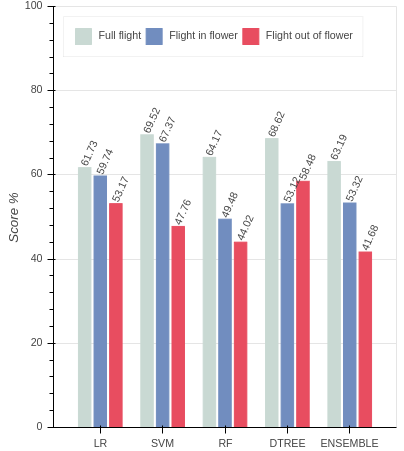 100
80
60
40
20
0
Score %
Full flight
Flight in flower
Flight out of flower
61.73
59.74
53.17
69.52
67.37
47.76
64.17
49.48
44.02
68.62
53.12
58.48
63.19
53.32
41.68
LR
SVM
RF
DTREE
ENSEMBLE